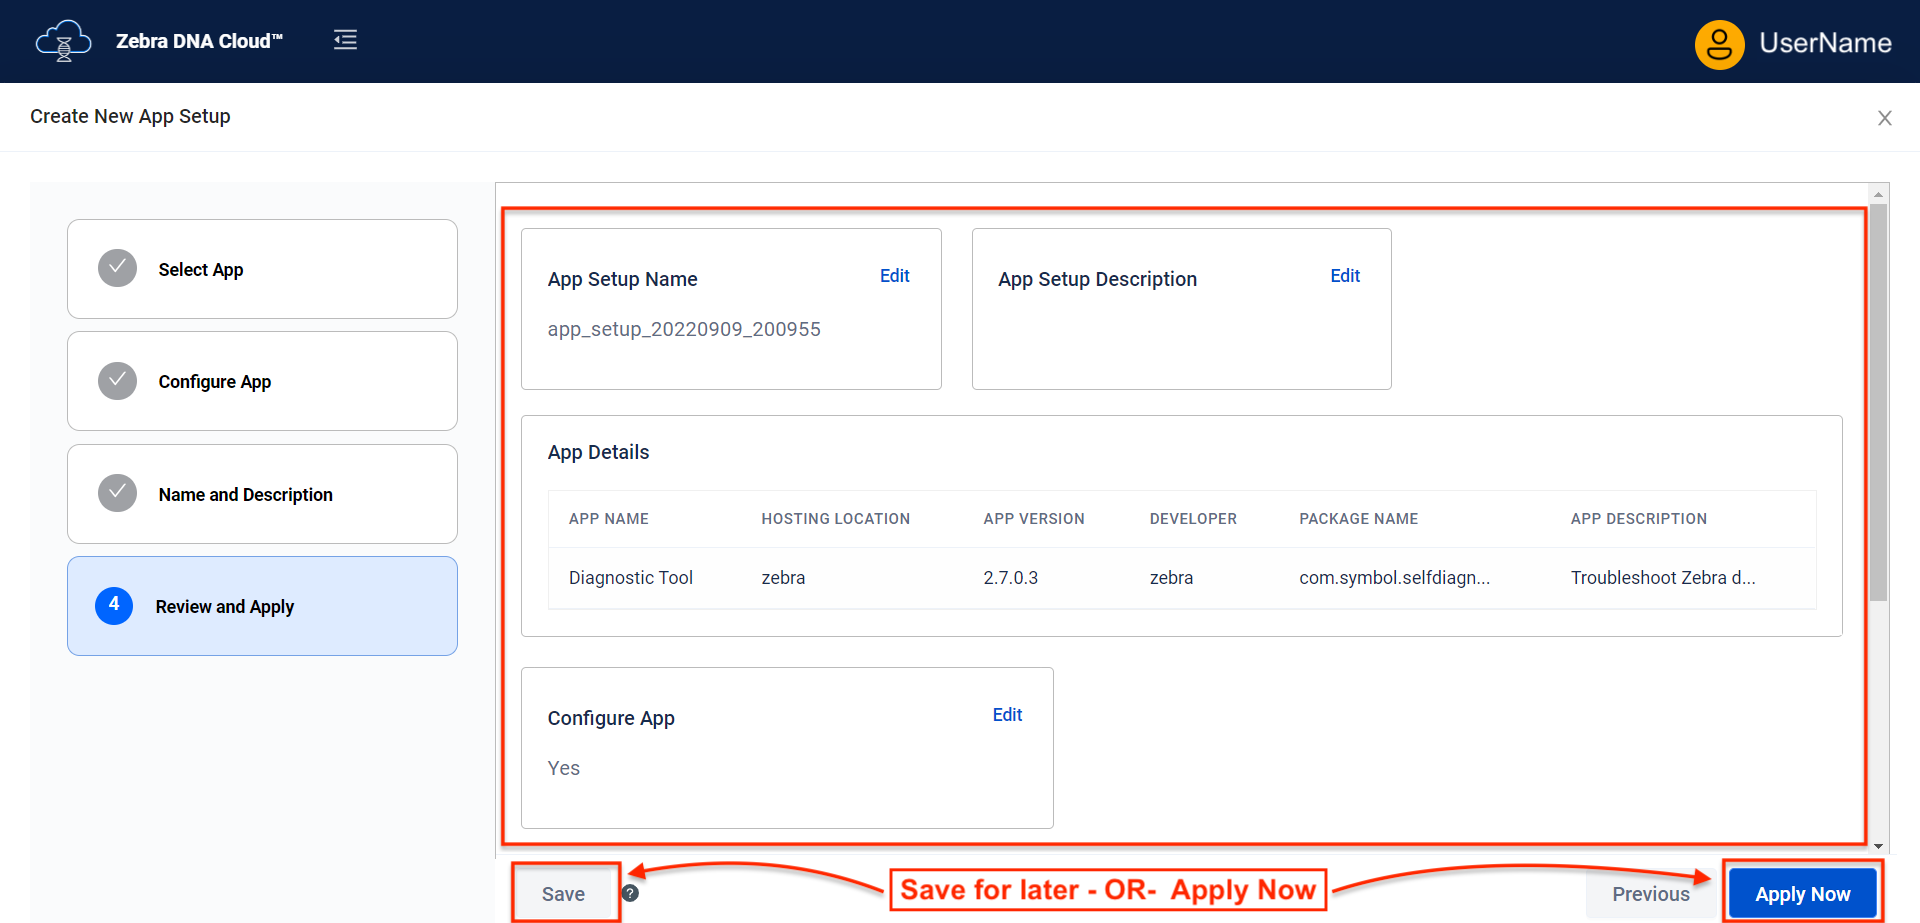 Zebra DNA Cloud™
UserName
Create New App Setup
Select App
Configure App
Name and Description
4
Review and Apply
App Setup Name
Edit
app_setup_20220909_200955
App Setup Description
Edit
App Details
APP NAME HOSTING LOCATION APP VERSION DEVELOPER PACKAGE NAME APP DESCRIPTION
Diagnostic Tool zebra 2.7.0.3 zebra com.symbol.selfdiagn... Troubleshoot Zebra d...
Configure App
Edit
Yes
Save
?
Save for later - OR- Apply Now
Previous
Apply Now